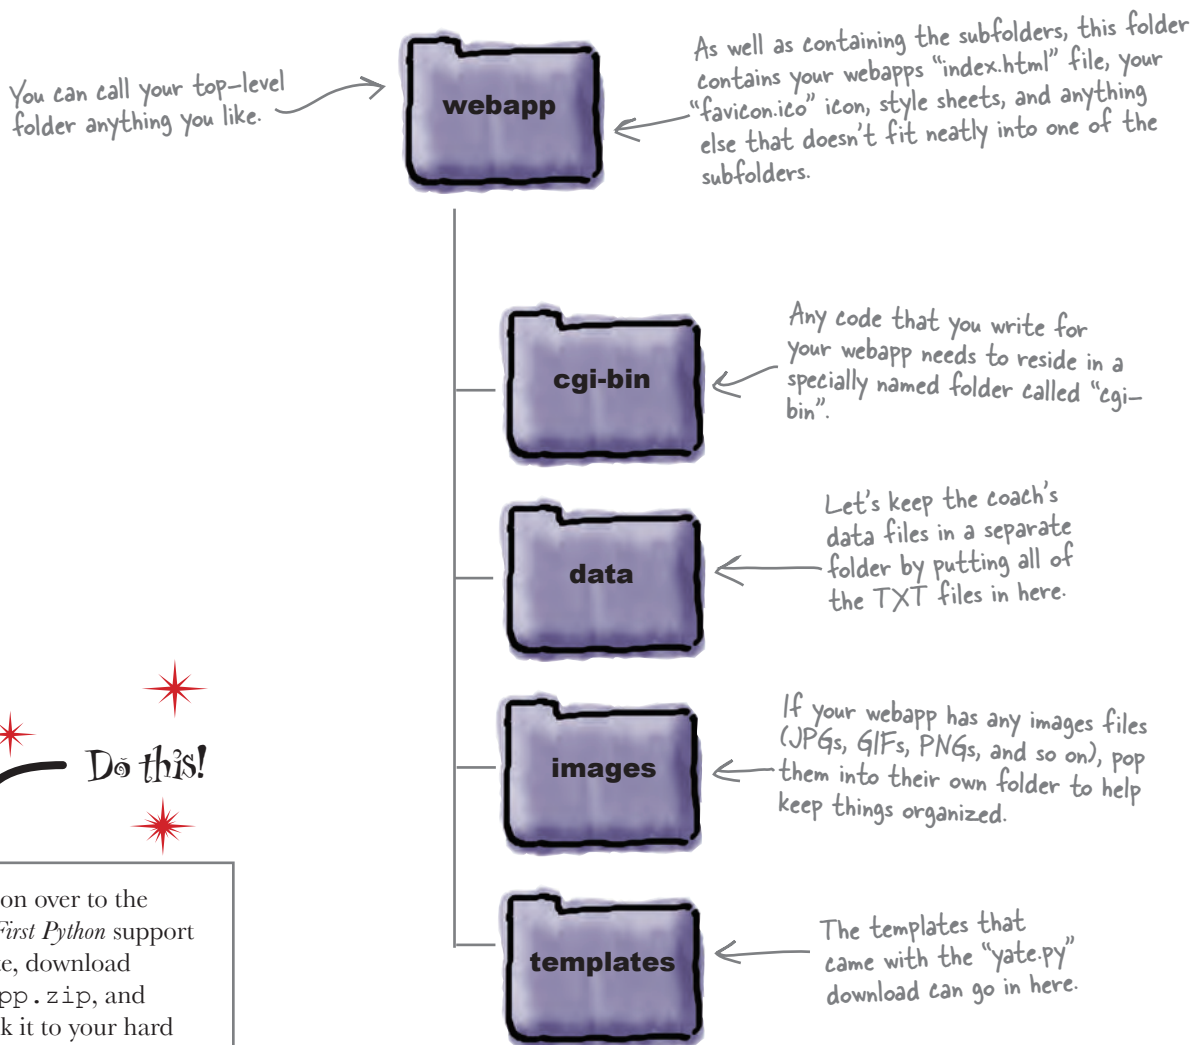 You can call your top-level
folder anything you like.
webapp
As well as containing the subfolders, this folder
contains your webapps “index.html” file, your
“favicon.ico” icon, style sheets, and anything
else that doesn't fit neatly into one of the
subfolders.
cgi-bin
Any code that you write for
your webapp needs to reside in a
specially named folder called “cgi-
bin”.
data
Let's keep the coach's
data files in a separate
folder by putting all of
the TXT files in here.
images
If your webapp has any images files
(JPGs, GIFs, PNGs, and so on), pop
them into their own folder to help
keep things organized.
templates
The templates that
came with the “yate.py”
download can go in here.
Do this!
on over to the
First Python support
te, download
pp.zip, and
k it to your hard